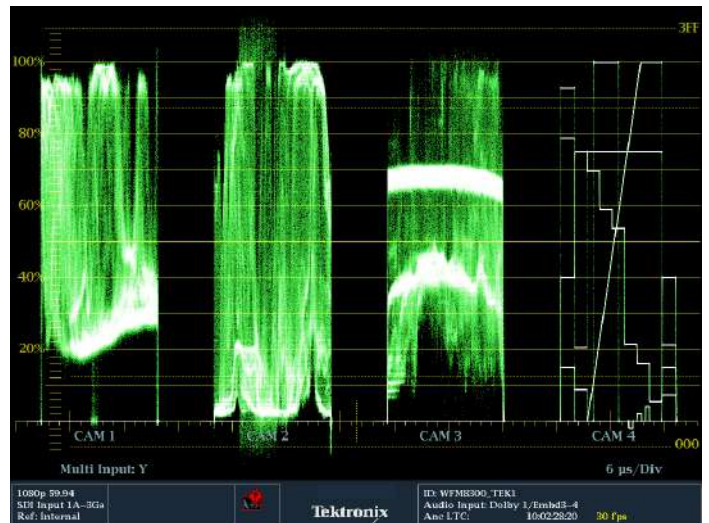 3FF
100%
80%
60%
40%
20%
CAM 1 CAM 2 CAM 3 CAM 4
000
Multi Input: Y 6 µs/Div
1080p 59.94
SDI Input 1A-3Ga
Ref: Internal
Tektronix
ID: WFM8300_TEK1
Audio Input: Dolby 1/Embd3-4
Anc LTC: 10:02:28:20 30 fps